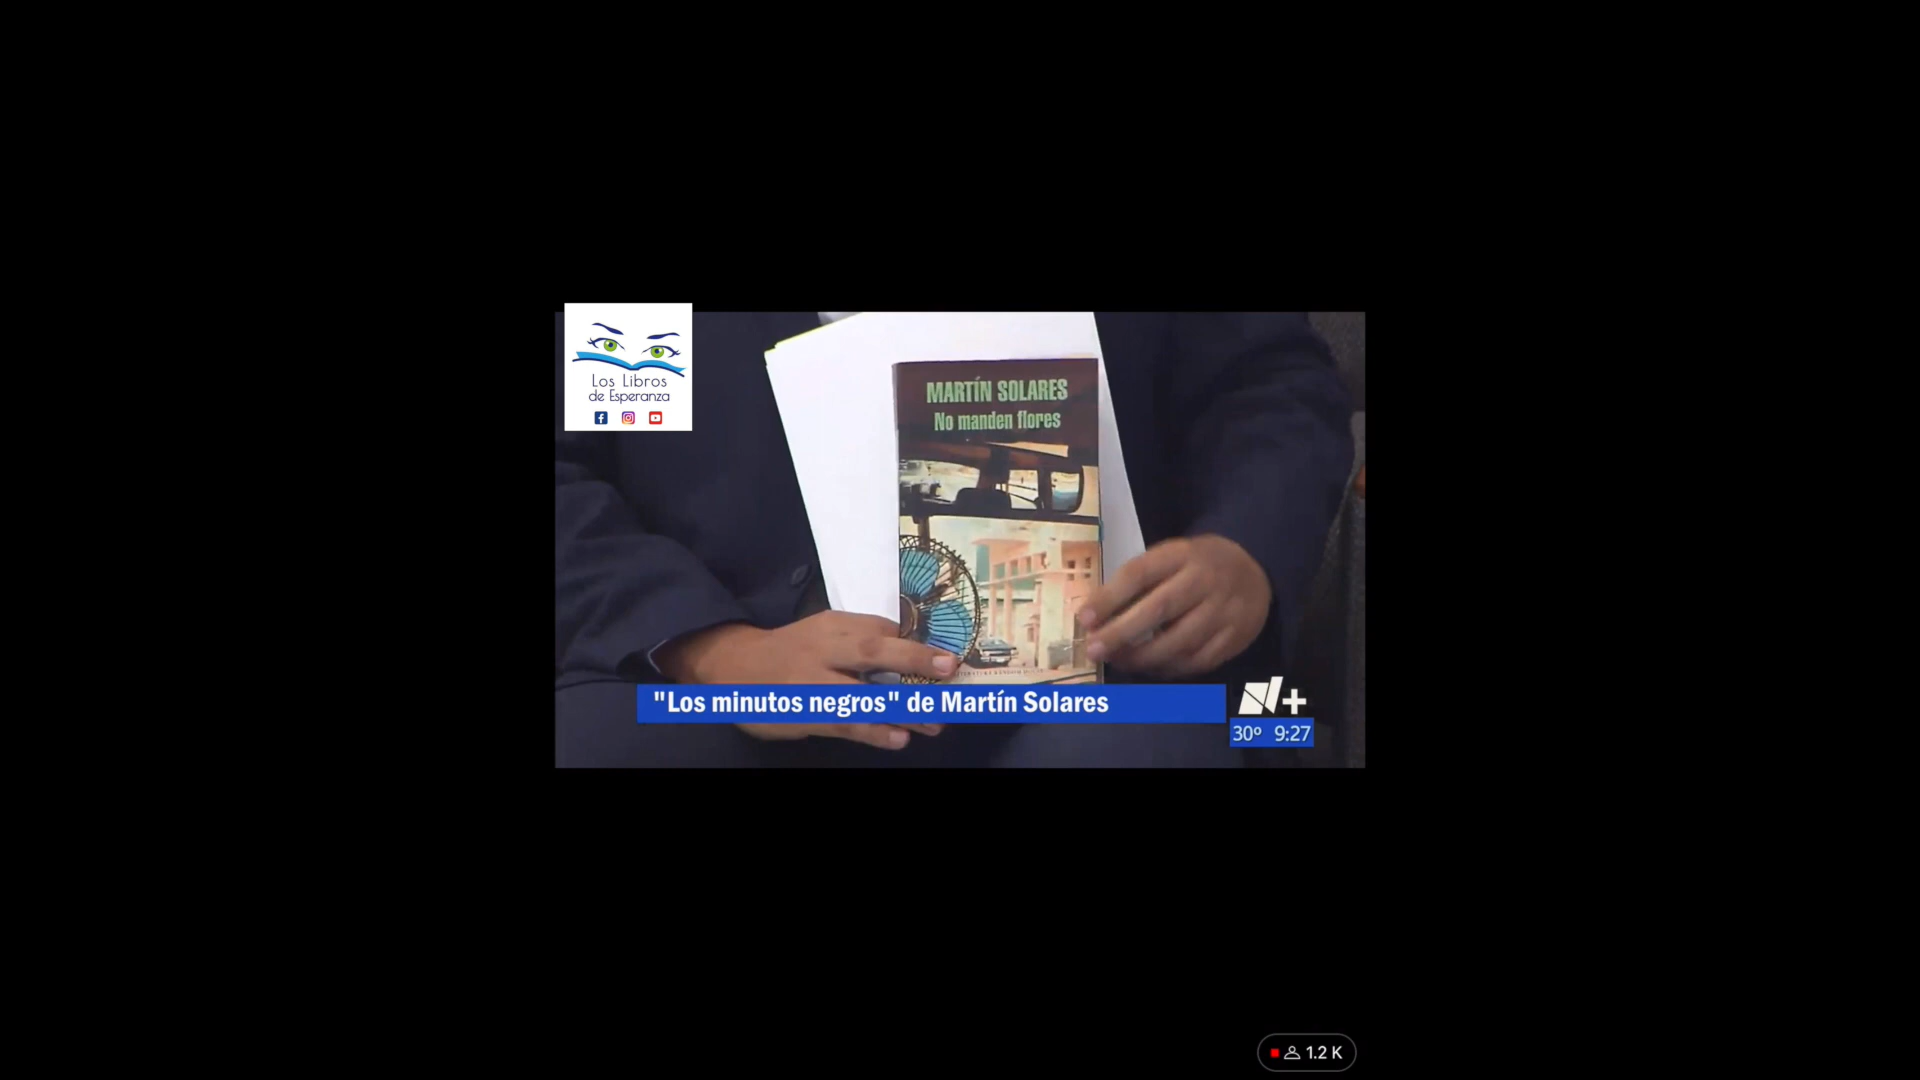 Los Libros
de Esperanza
MARTÍN SOLARES
No manden flores
"Los minutos negros" de Martín Solares
N+
30º 9:27
1.2 K